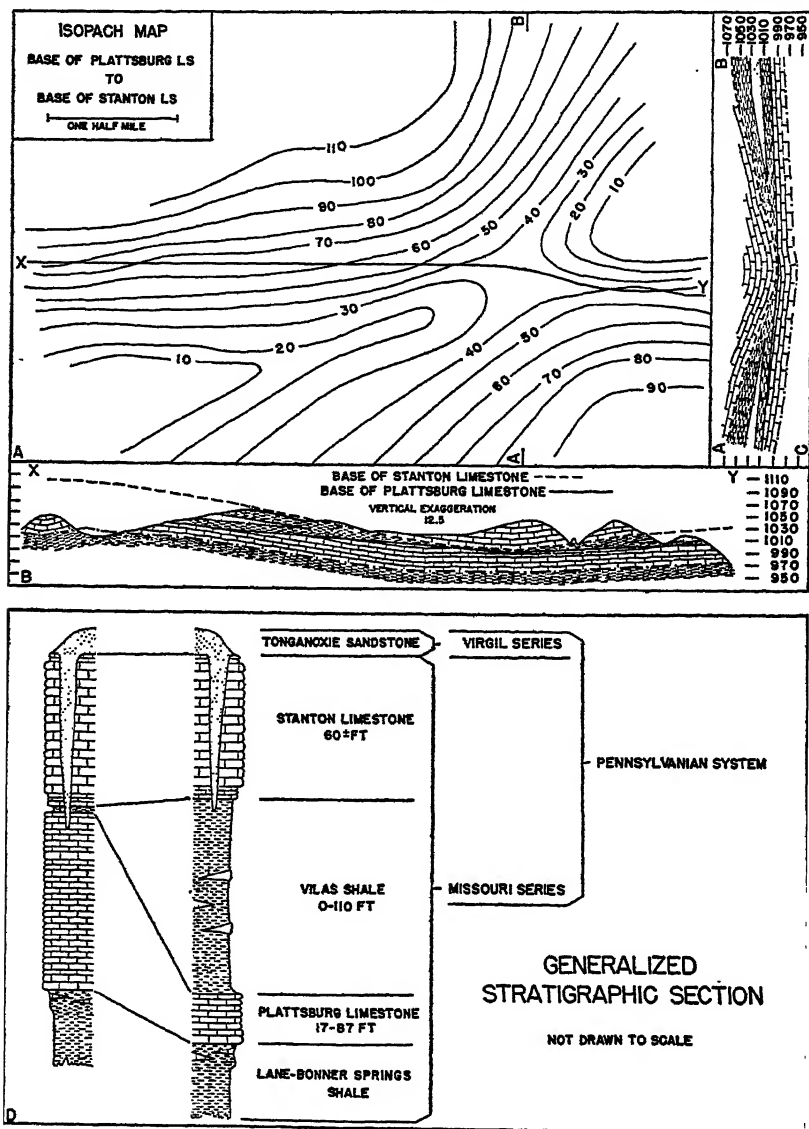 ISOPACH MAP
BASE OF PLATTSBURG LS
TO
BASE OF STANTON LS
ONE HALF MILE
B
110
100
90
80
70
60
50
40
30
20
10
X
Y
30
20
10
40
50
60
70
80
90
A
A
B
1070
1050
1030
1010
990
970
950
A
C
X
BASE OF STANTON LIMESTONE
BASE OF PLATTSBURG LIMESTONE
VERTICAL EXAGGERATION
12.5
Y
1110
1090
1070
1050
1030
1010
990
970
950
B
TONGANOXIE SANDSTONE
VIRGIL SERIES
STANTON LIMESTONE
60±FT
PENNSYLVANIAN SYSTEM
VILAS SHALE
0-110 FT
MISSOURI SERIES
PLATTSBURG LIMESTONE
17-87 FT
LANE-BONNER SPRINGS
SHALE
GENERALIZED
STRATIGRAPHIC SECTION
NOT DRAWN TO SCALE
D